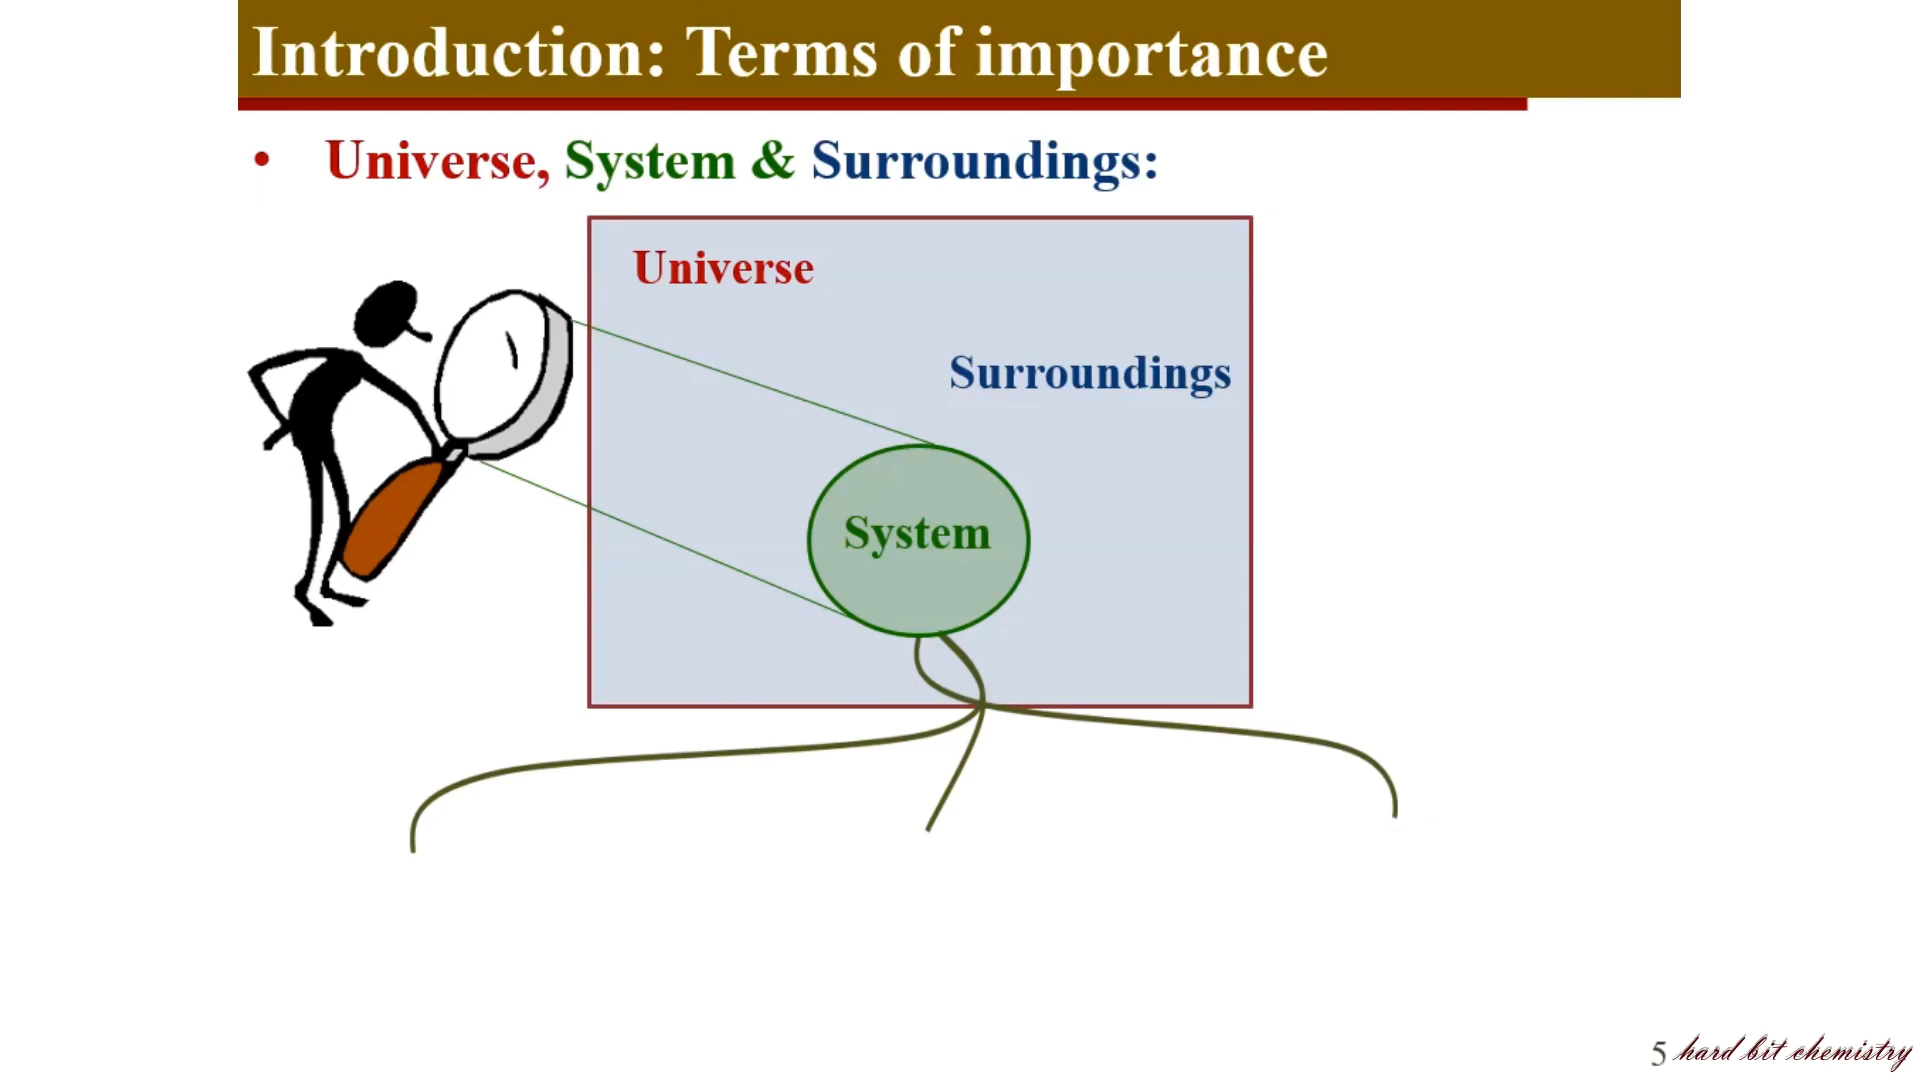 Introduction: Terms of importance
• Universe, System & Surroundings:
Universe
Surroundings
System
5 hard bit chemistry